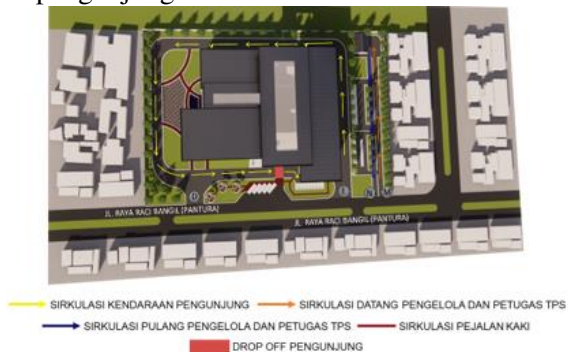 JL. RAYA RACI BANGIL (PANTURA)
JL. RAYA RACI BANGIL (PANTURA)
SIRKULASI KENDARAAN PENGUNJUNG
SIRKULASI DATANG PENGELOLA DAN PETUGAS TPS
SIRKULASI PULANG PENGELOLA DAN PETUGAS TPS
SIRKULASI PEJALAN KAKI
DROP OFF PENGUNJUNG